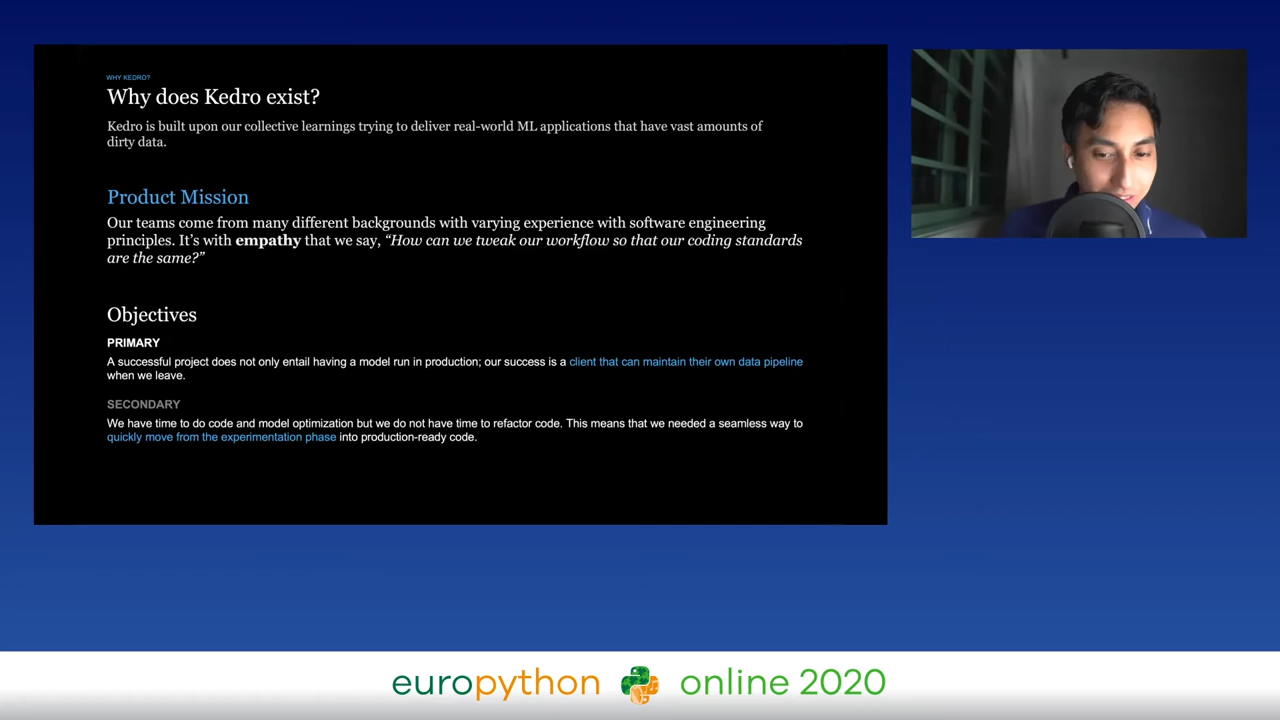 WHY KEDRO?
Why does Kedro exist?
Kedro is built upon our collective learnings trying to deliver real-world ML applications that have vast amounts of
dirty data.
Product Mission
Our teams come from many different backgrounds with varying experience with software engineering
principles. It’s with empathy that we say, “How can we tweak our workflow so that our coding standards
are the same?”
Objectives
PRIMARY
A successful project does not only entail having a model run in production; our success is a client that can maintain their own data pipeline
when we leave.
SECONDARY
We have time to do code and model optimization but we do not have time to refactor code. This means that we needed a seamless way to
quickly move from the experimentation phase into production-ready code.
europython online 2020